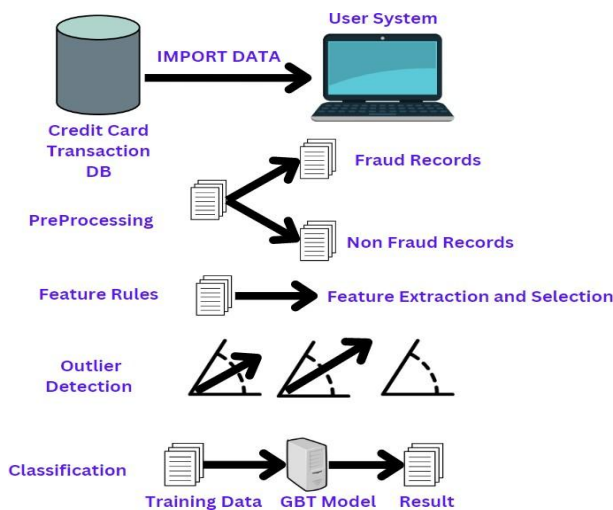 User System
IMPORT DATA
Credit Card
Transaction
DB
Fraud Records
PreProcessing
Non Fraud Records
Feature Rules
Feature Extraction and Selection
Outlier
Detection
Classification
Training Data
GBT Model
Result